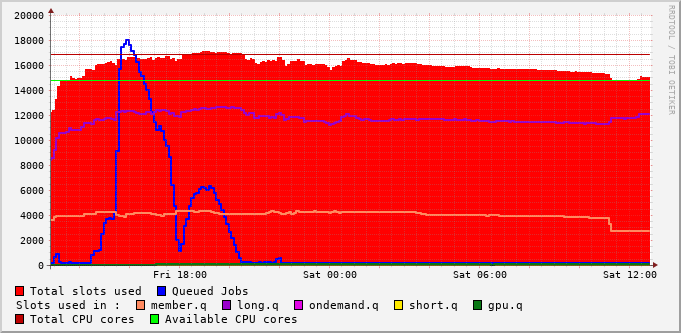 20000
18000
16000
14000
12000
10000
8000
6000
4000
2000
0
Fri 18:00 Sat 00:00 Sat 06:00 Sat 12:00
Total slots used Queued Jobs
Slots used in : member.q long.q ondemand.q short.q gpu.q
Total CPU cores Available CPU cores
RRDTOOL / TOBI OETIKER